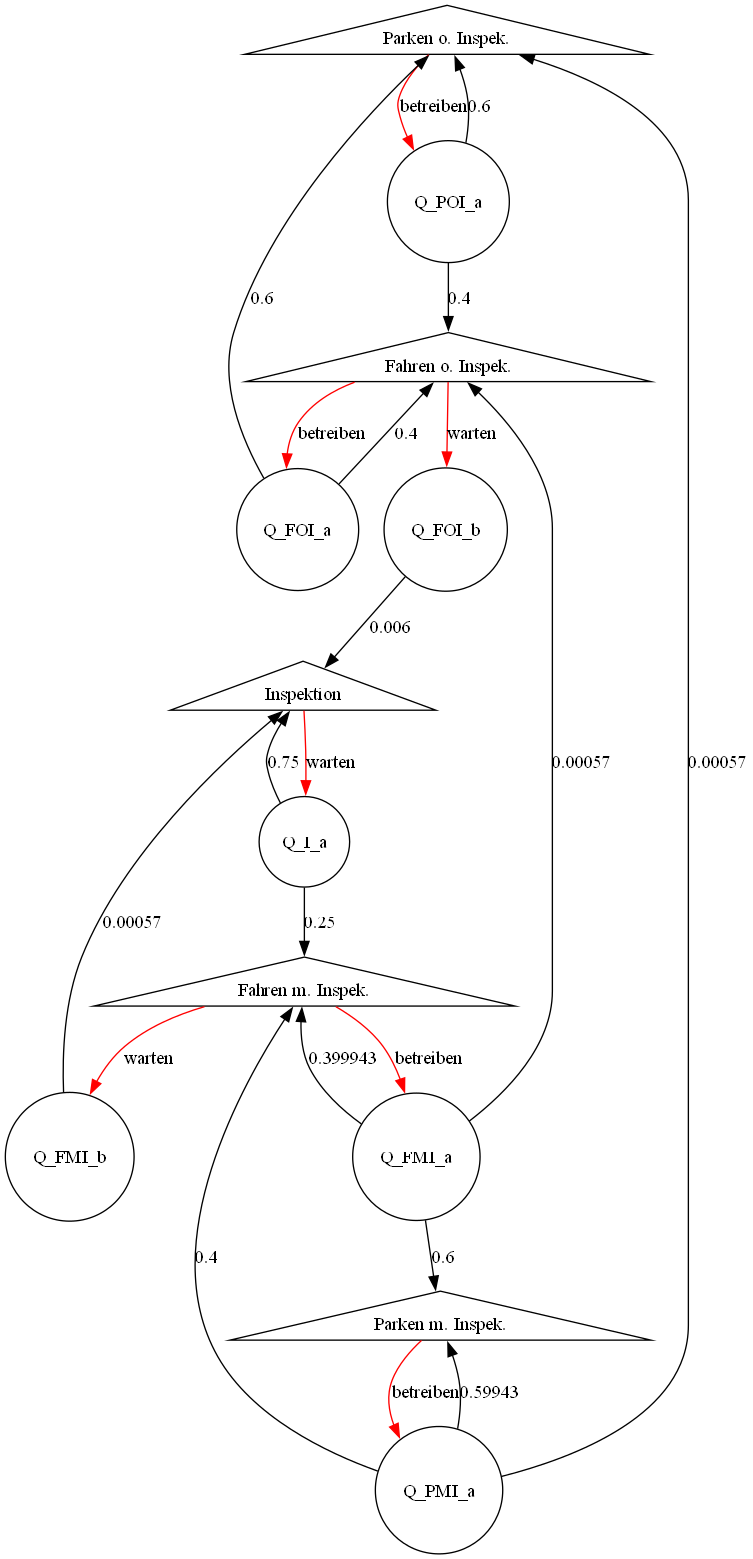 Parken o. Inspek.
betreiben
0.6
Q_POI_a
0.6
0.4
Fahren o. Inspek.
betreiben
0.4
warten
Q_FOI_a
Q_FOI_b
0.006
Inspektion
0.75
warten
0.00057
0.00057
Q_I_a
0.00057
0.25
Fahren m. Inspek.
warten
0.399943
betreiben
Q_FMI_b
Q_FMI_a
0.4
0.6
Parken m. Inspek.
betreiben
0.59943
Q_PMI_a